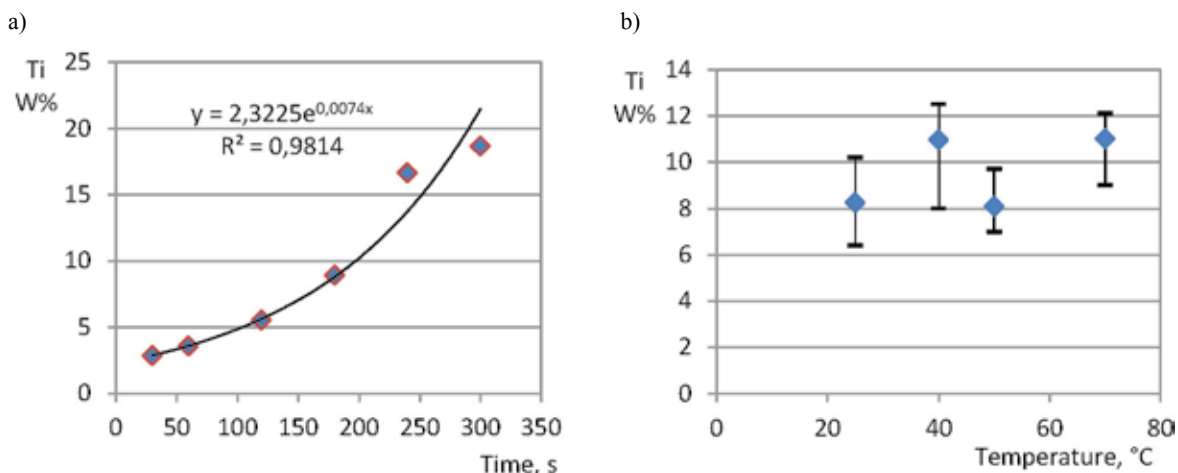 a)
Ti
W%
25
20
15
10
5
0
y = 2,3225e^0,0074x
R² = 0,9814
0 50 100 150 200 250 300 350
Time, s
b)
Ti
W%
14
12
10
8
6
4
2
0
0 20 40 60 80
Temperature, °C